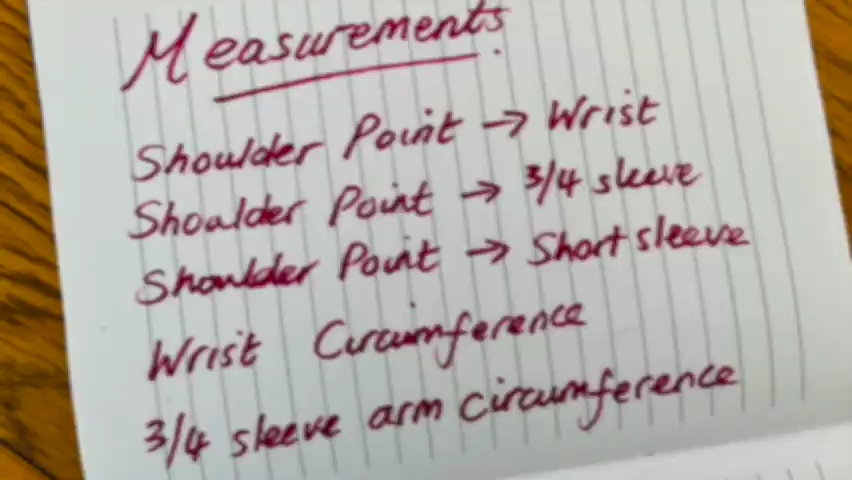 Measurements.
Shoulder Point → Wrist
Shoulder Point → 3/4 sleeve
Shoulder Point → Short sleeve
Wrist Circumference
3/4 sleeve arm circumference